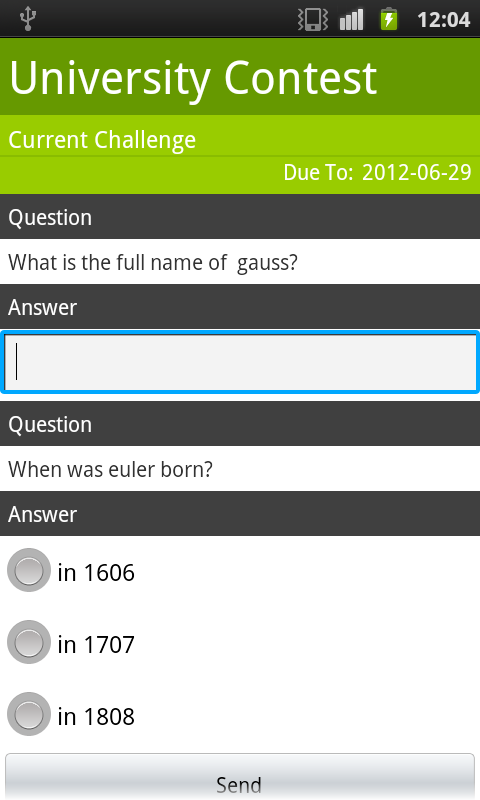 12:04
University Contest
Current Challenge
Due To: 2012-06-29
Question
What is the full name of  gauss?
Answer
Question
When was euler born?
Answer
in 1606
in 1707
in 1808
Send